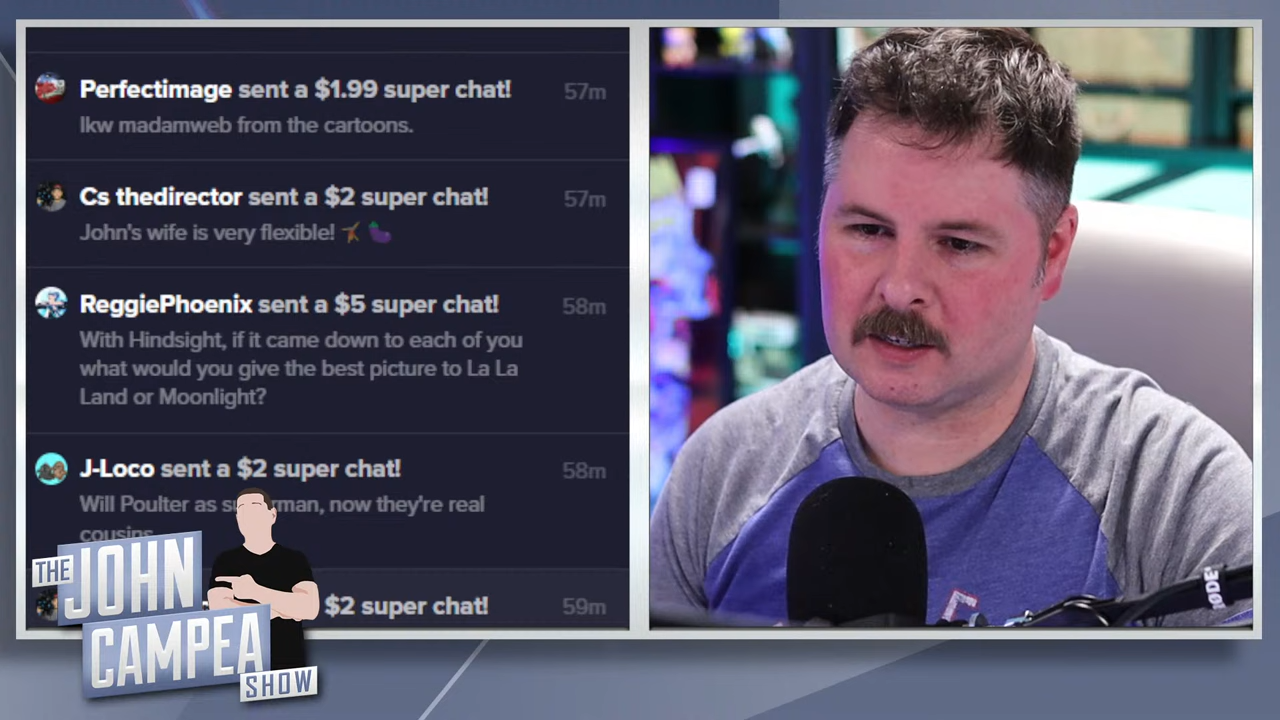 Perfectimage sent a $1.99 super chat! 57m
Ikw madamweb from the cartoons.
Cs thedirector sent a $2 super chat! 57m
John's wife is very flexible!
ReggiePhoenix sent a $5 super chat! 58m
With Hindsight, if it came down to each of you
what would you give the best picture to La La
Land or Moonlight?
J-Loco sent a $2 super chat! 58m
Will Poulter as superman, now they're real
cousins
$2 super chat! 59m
THE
JOHN
CAMPEA
SHOW
RØDE